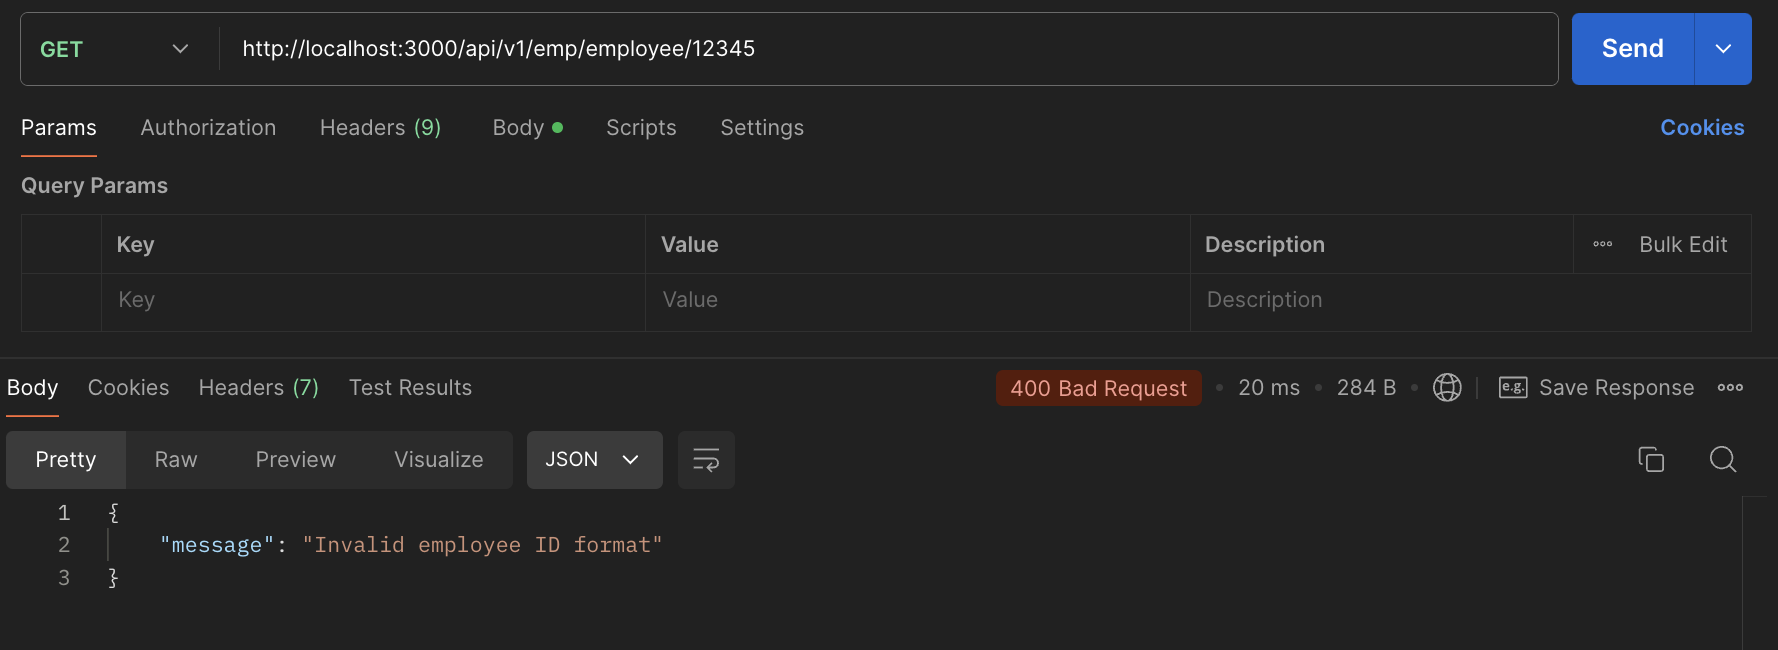 GET http://localhost:3000/api/v1/emp/employee/12345 Send
Params Authorization Headers (9) Body Scripts Settings Cookies
Query Params
Key Value Description Bulk Edit
Key Value Description
Body Cookies Headers (7) Test Results 400 Bad Request 20 ms 284 B e.g. Save Response
Pretty Raw Preview Visualize JSON
1 {
2 "message": "Invalid employee ID format"
3 }